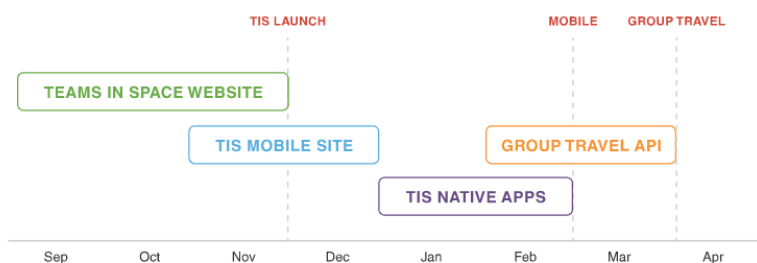 TIS LAUNCH MOBILE GROUP TRAVEL
TEAMS IN SPACE WEBSITE
TIS MOBILE SITE GROUP TRAVEL API
TIS NATIVE APPS
Sep Oct Nov Dec Jan Feb Mar Apr